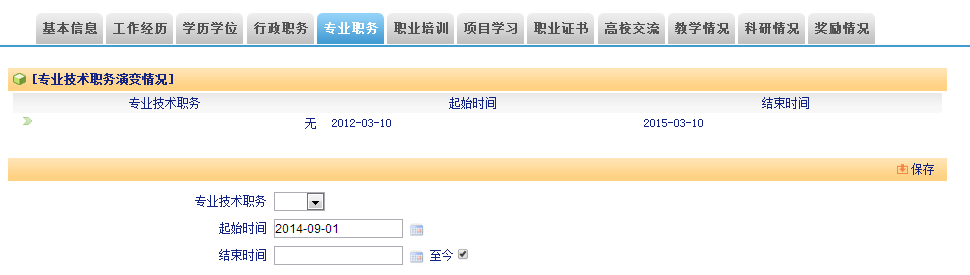 基本信息 工作经历 学历学位 行政职务 专业职务 职业培训 项目学习 职业证书 高校交流 教学情况 科研情况 奖励情况
[专业技术职务演变情况]
专业技术职务 起始时间 结束时间
无 2012-03-10 2015-03-10
保存
专业技术职务
起始时间 2014-09-01
结束时间 至今